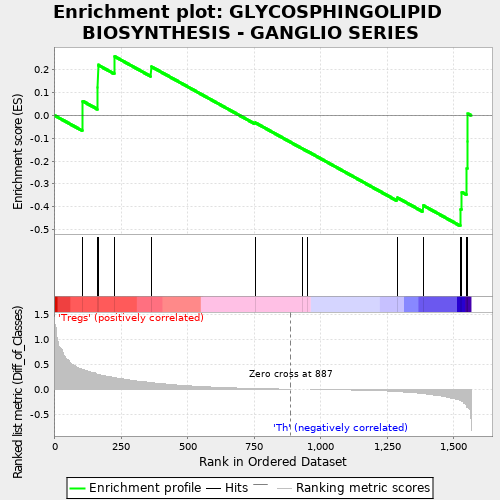 Enrichment plot: GLYCOSPHINGOLIPID
BIOSYNTHESIS - GANGLIO SERIES
Enrichment score (ES)
0.2
0.1
0.0
-0.1
-0.2
-0.3
-0.4
-0.5
Ranked list metric (Diff_of_Classes)
1.5
1.0
0.5
0.0
-0.5
'Tregs' (positively correlated)
Zero cross at 887
'Th' (negatively correlated)
0 250 500 750 1,000 1,250 1,500
Rank in Ordered Dataset
Enrichment profile Hits Ranking metric scores